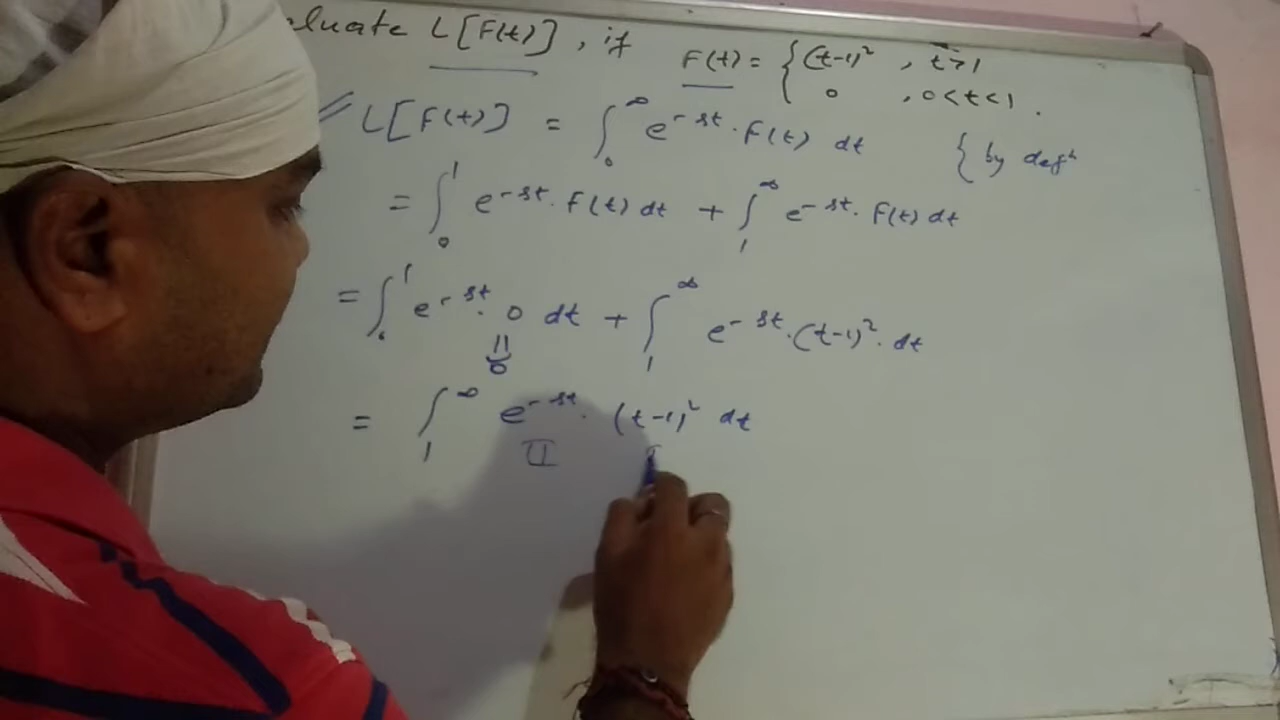 luate L[F(t)], if F(t) = { (t-1)² , t>1
0 , 0<t<1 .
L[F(t)] = ∫₀^∞ e^{-st} · F(t) dt { by defⁿ
= ∫₀¹ e^{-st} · F(t) dt + ∫₁^∞ e^{-st} · F(t) dt
= ∫₀¹ e^{-st} · 0 dt + ∫₁^∞ e^{-st} · (t-1)² · dt
|| 0
= ∫₁^∞ e^{-st} · (t-1)² dt
II I